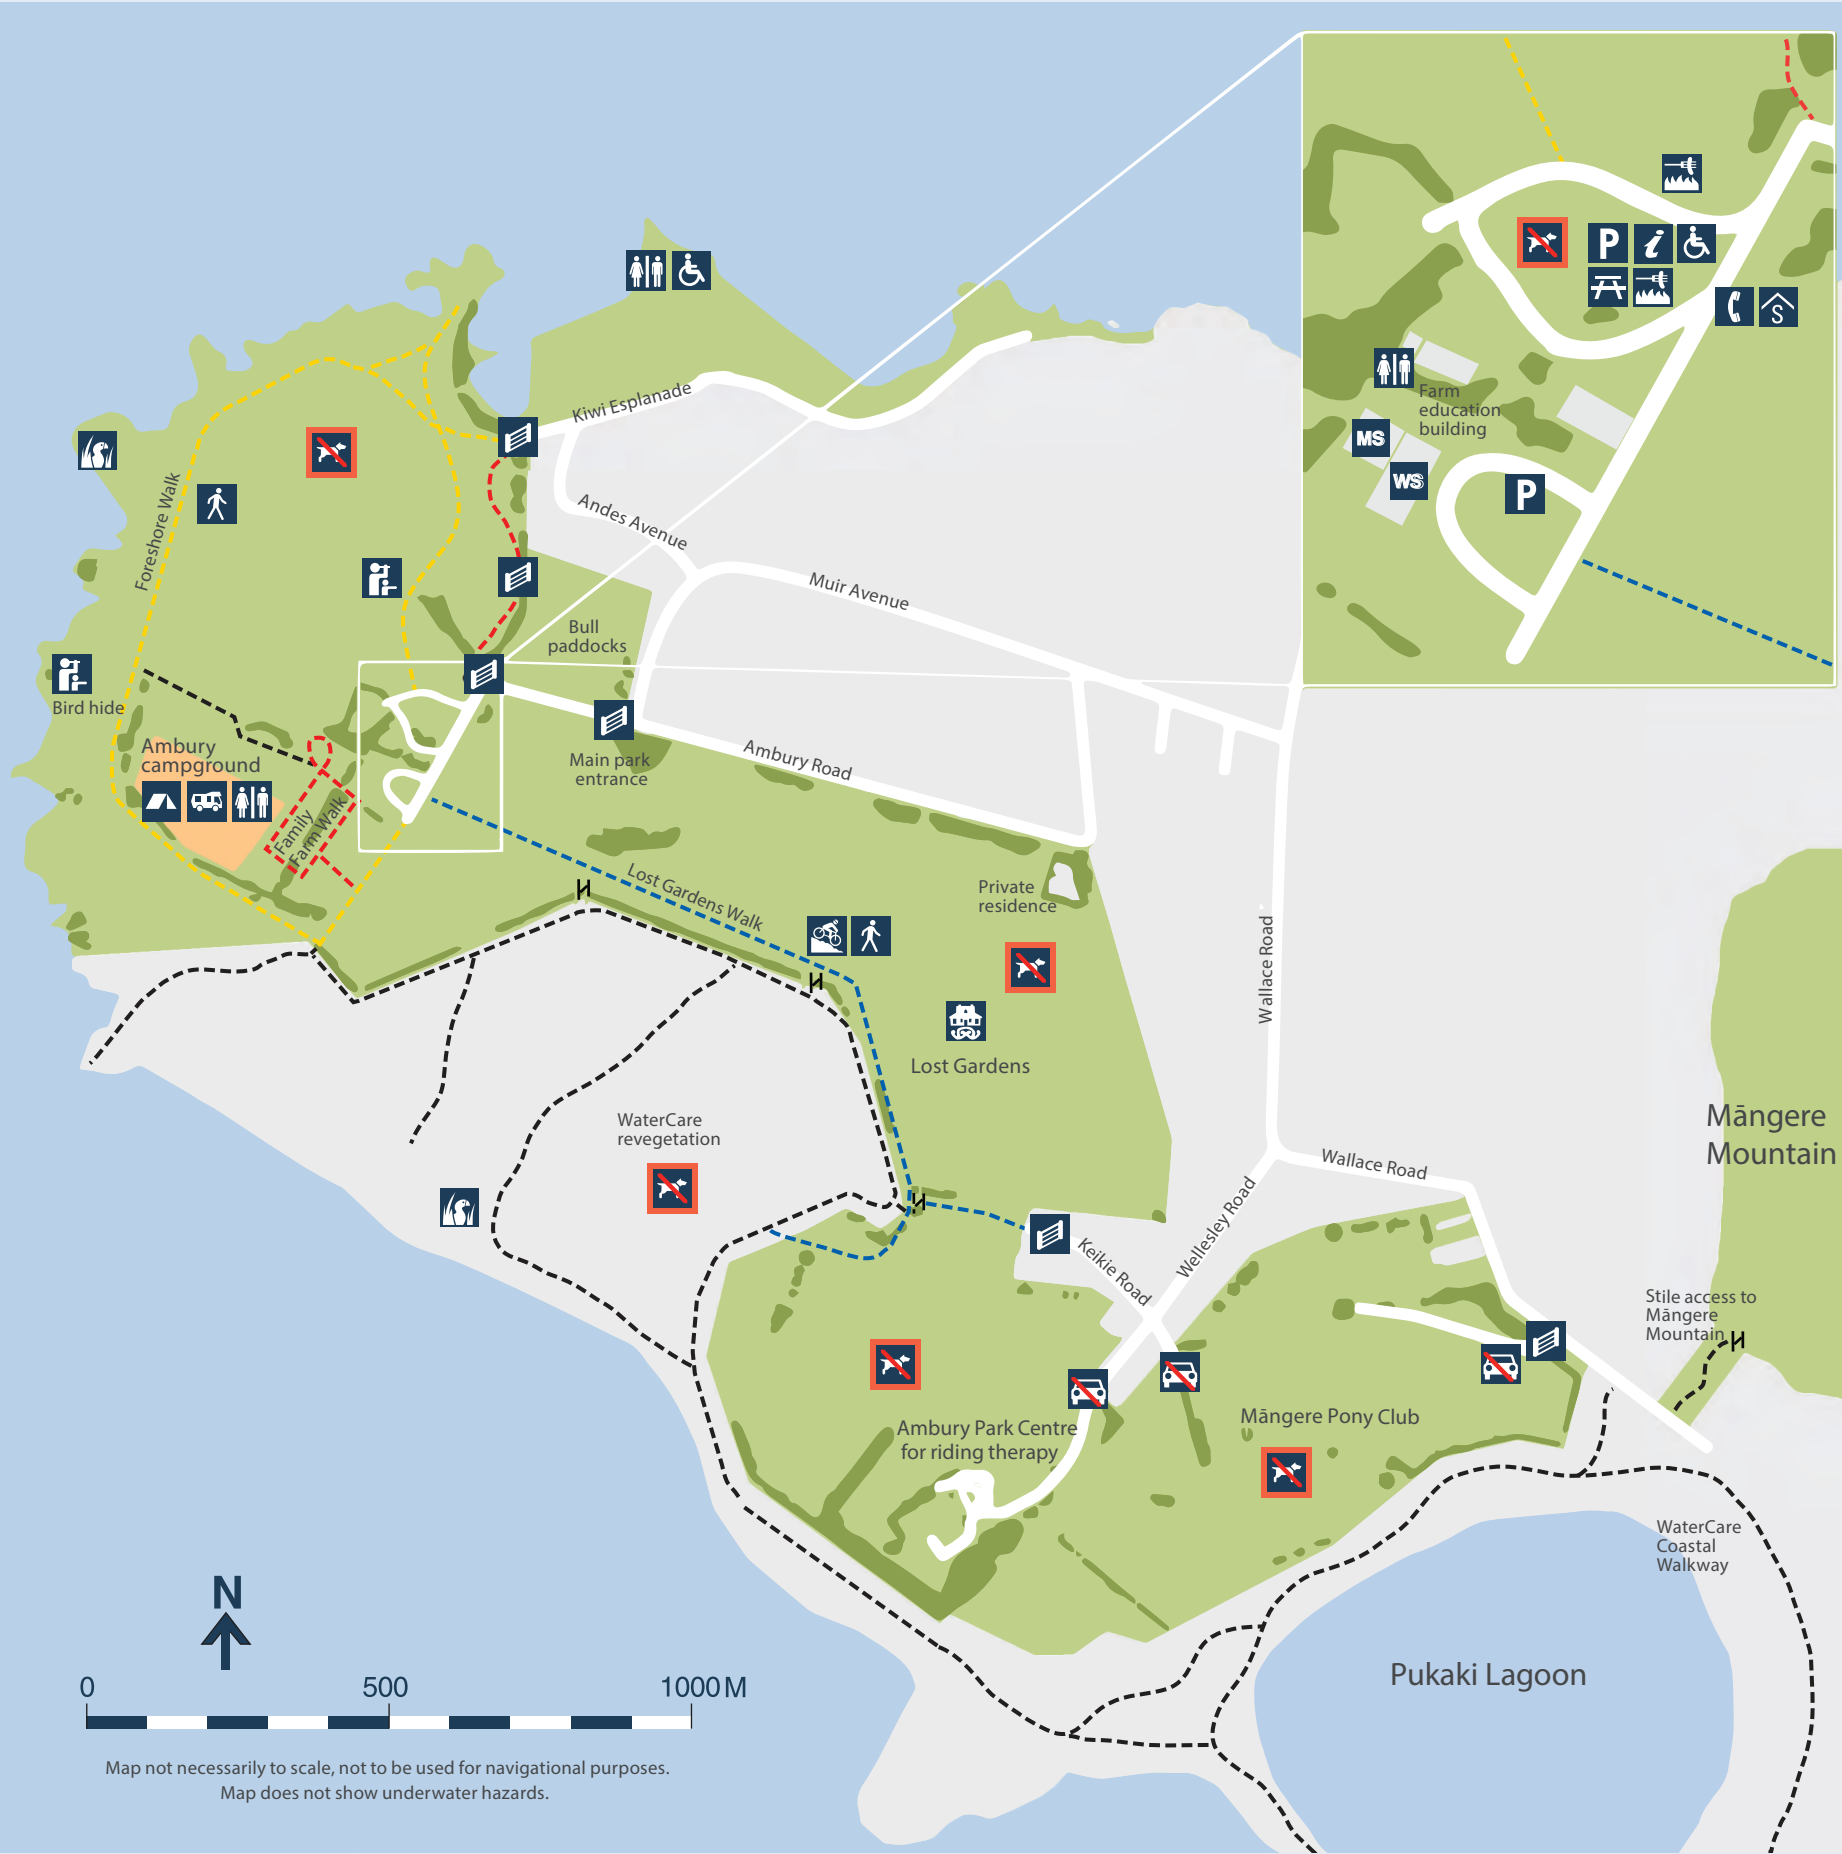 P
i
S
Farm
education
building
MS
WS
P
Kiwi Esplanade
Andes Avenue
Muir Avenue
Foreshore Walk
Bull
paddocks
Bird hide
Main park
entrance
Ambury Road
Ambury
campground
Family
Farm Walk
Lost Gardens Walk
Private
residence
Wallace Road
Lost Gardens
WaterCare
revegetation
Māngere
Mountain
Wallace Road
Wellesley Road
Keikie Road
Stile access to
Māngere
Mountain
Ambury Park Centre
for riding therapy
Māngere Pony Club
WaterCare
Coastal
Walkway
Pukaki Lagoon
N
0 500 1000M
Map not necessarily to scale, not to be used for navigational purposes.
Map does not show underwater hazards.